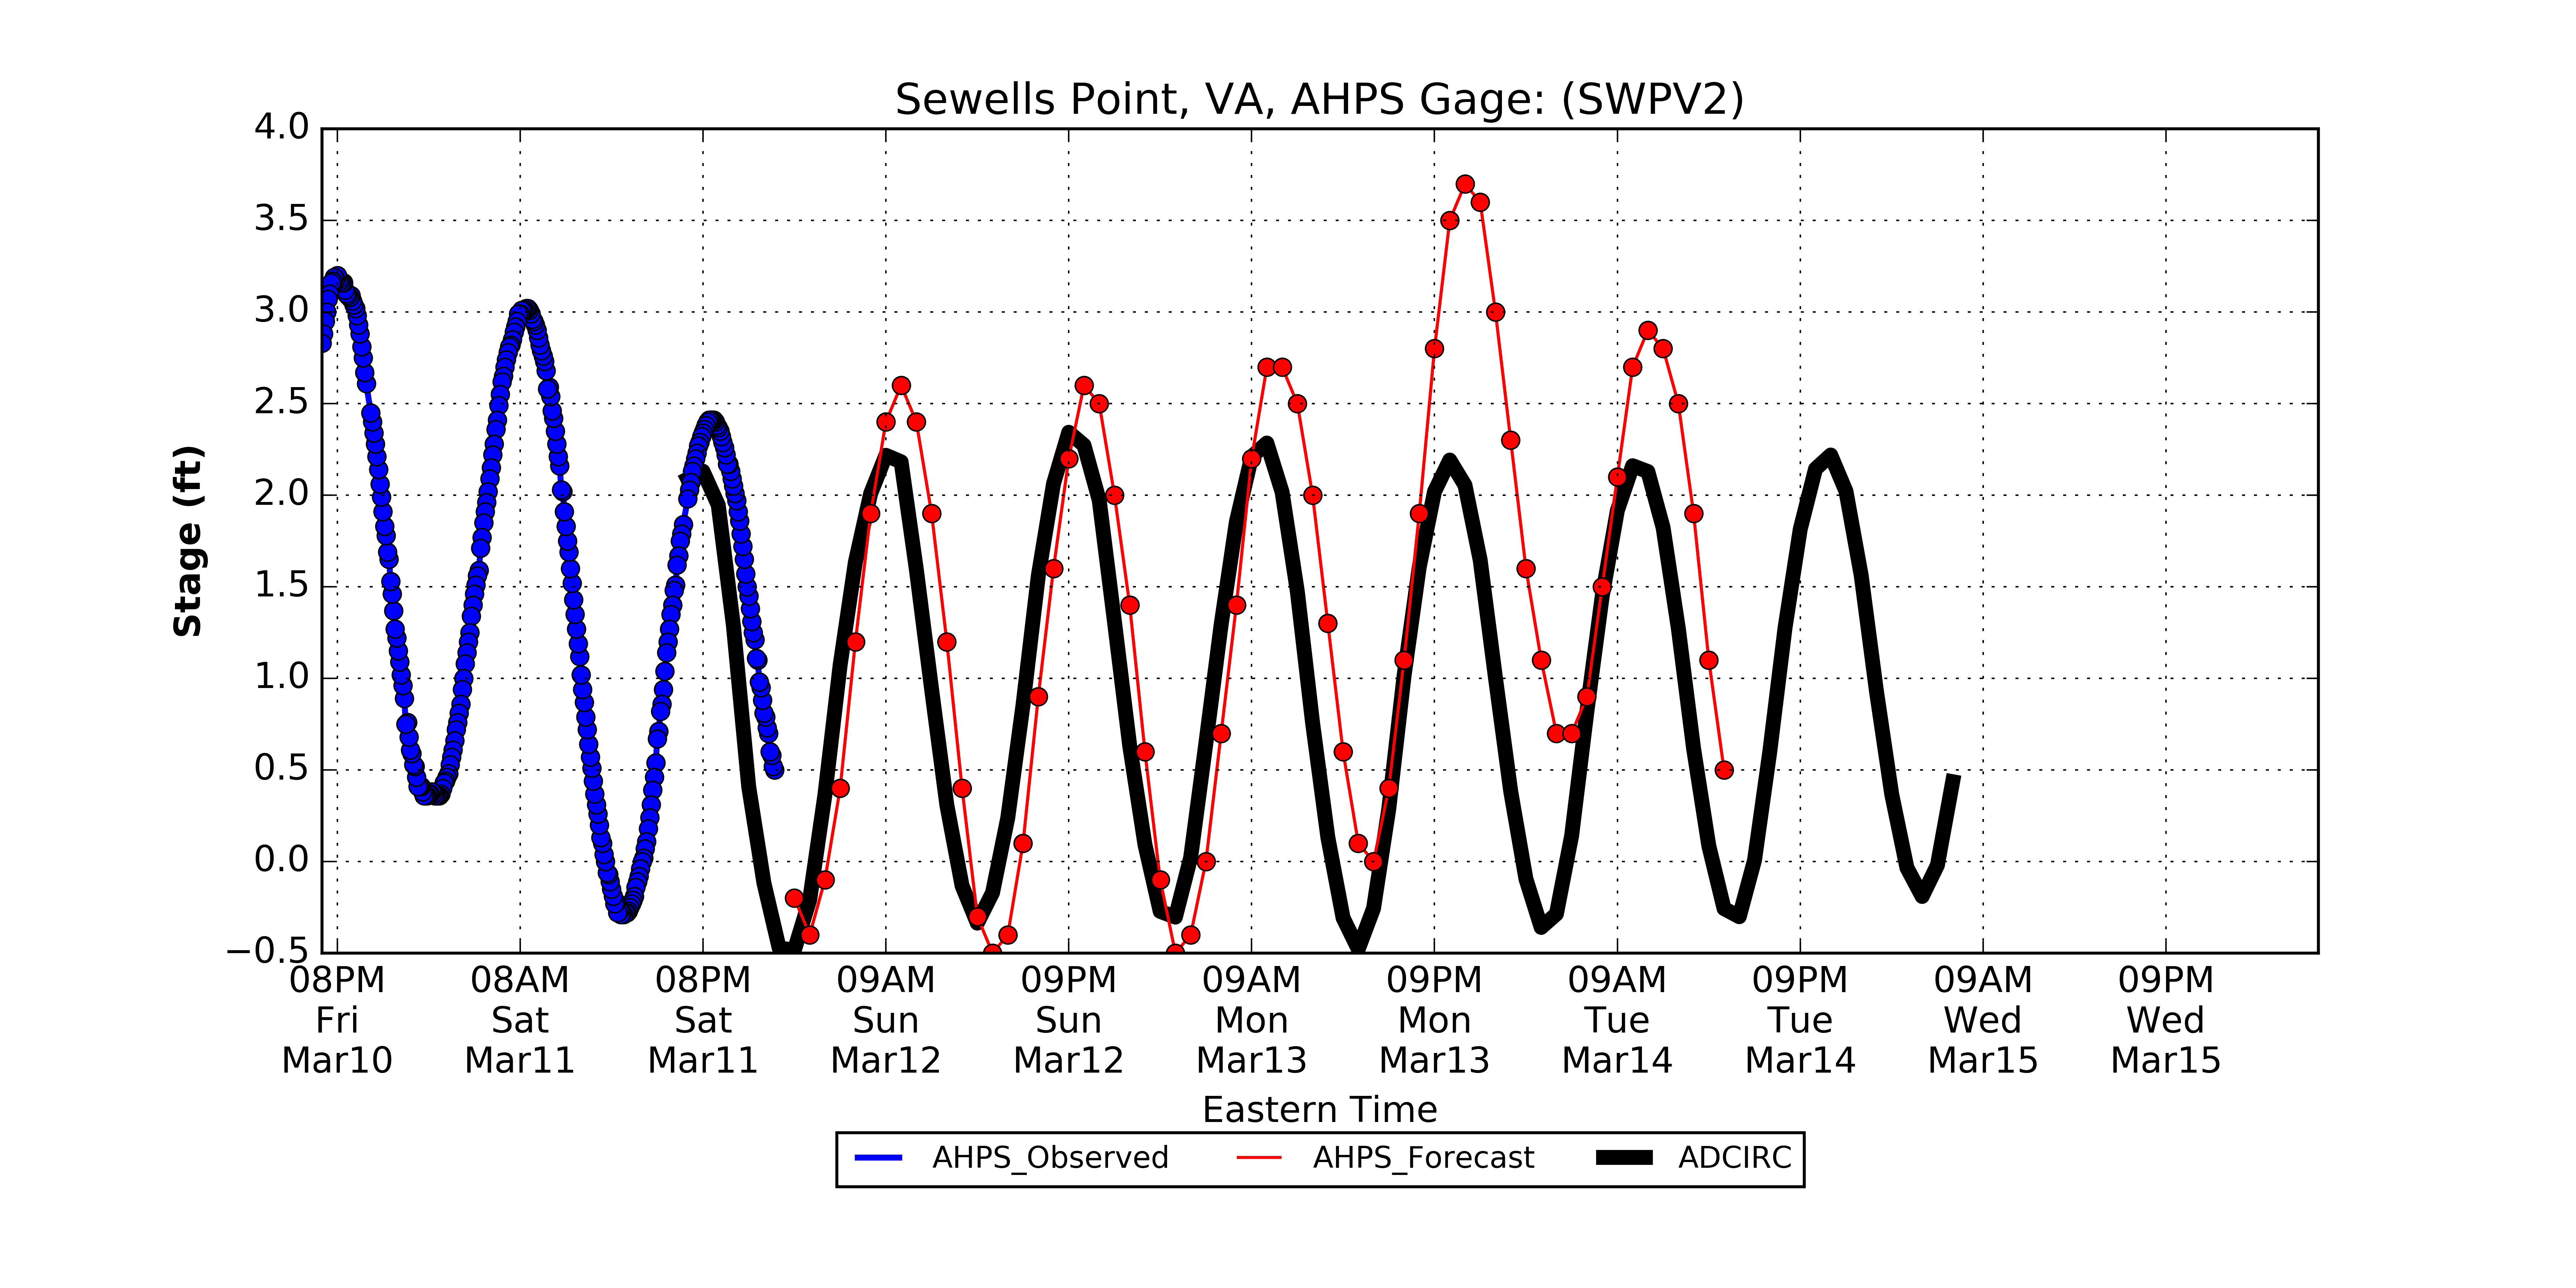 Sewells Point, VA, AHPS Gage: (SWPV2)
4.0
3.5
3.0
2.5
2.0
1.5
1.0
0.5
0.0
−0.5
Stage (ft)
08PM 08AM 08PM 09AM 09PM 09AM 09PM 09AM 09PM 09AM 09PM
Fri Sat Sat Sun Sun Mon Mon Tue Tue Wed Wed
Mar10 Mar11 Mar11 Mar12 Mar12 Mar13 Mar13 Mar14 Mar14 Mar15 Mar15
Eastern Time
AHPS_Observed AHPS_Forecast ADCIRC